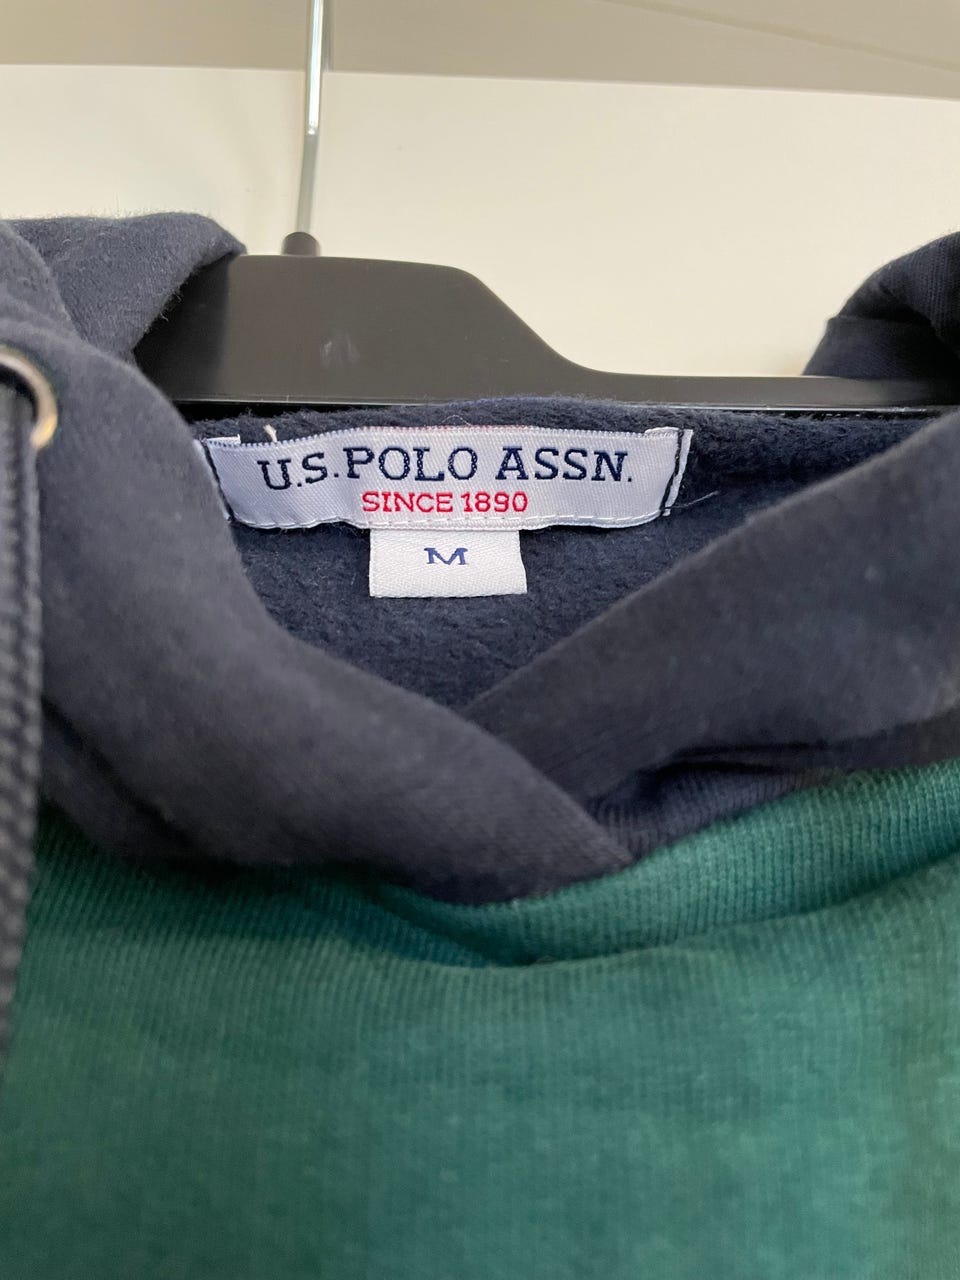 U.S. POLO ASSN.
SINCE 1890
M